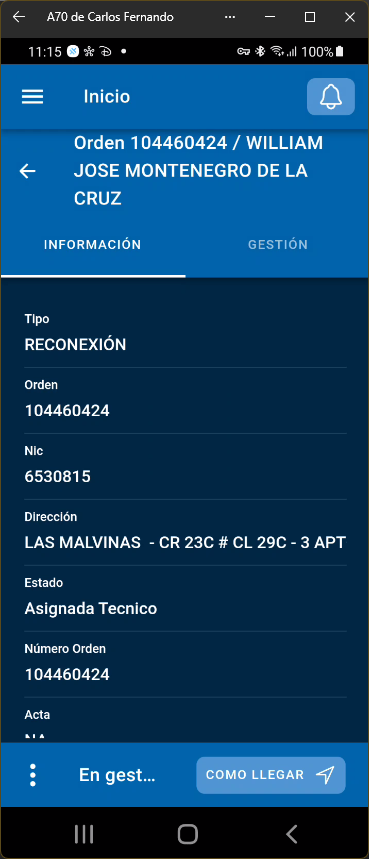 A70 de Carlos Fernando
11:15
100%
Inicio
Orden 104460424 / WILLIAM
JOSE MONTENEGRO DE LA
CRUZ
INFORMACIÓN
GESTIÓN
Tipo
RECONEXIÓN
Orden
104460424
Nic
6530815
Dirección
LAS MALVINAS - CR 23C # CL 29C - 3 APT
Estado
Asignada Tecnico
Número Orden
104460424
Acta
NA
En gest...
COMO LLEGAR